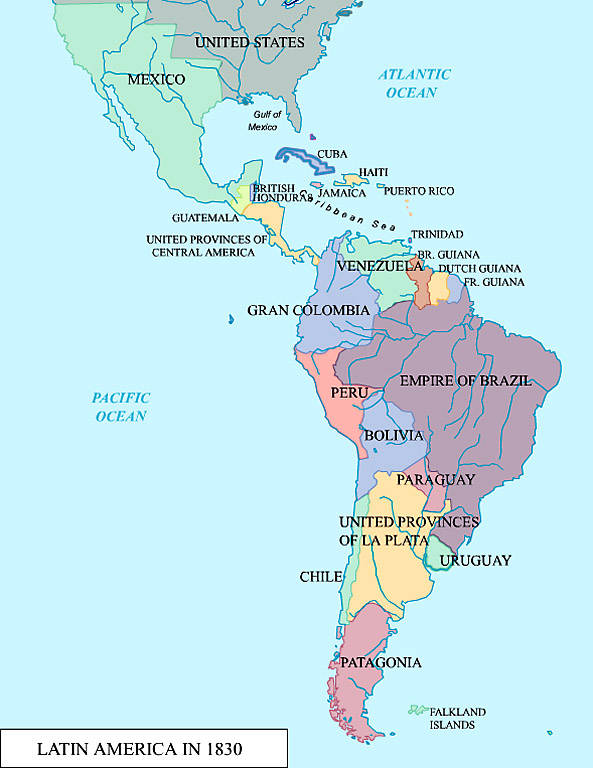 UNITED STATES
MEXICO
ATLANTIC
OCEAN
Gulf of
Mexico
CUBA
HAITI
BRITISH
HONDURAS
JAMAICA
PUERTO RICO
Caribbean Sea
GUATEMALA
TRINIDAD
UNITED PROVINCES OF
CENTRAL AMERICA
BR. GUIANA
VENEZUELA
DUTCH GUIANA
FR. GUIANA
GRAN COLOMBIA
EMPIRE OF BRAZIL
PERU
PACIFIC
OCEAN
BOLIVIA
PARAGUAY
UNITED PROVINCES
OF LA PLATA
URUGUAY
CHILE
PATAGONIA
FALKLAND
ISLANDS
LATIN AMERICA IN 1830